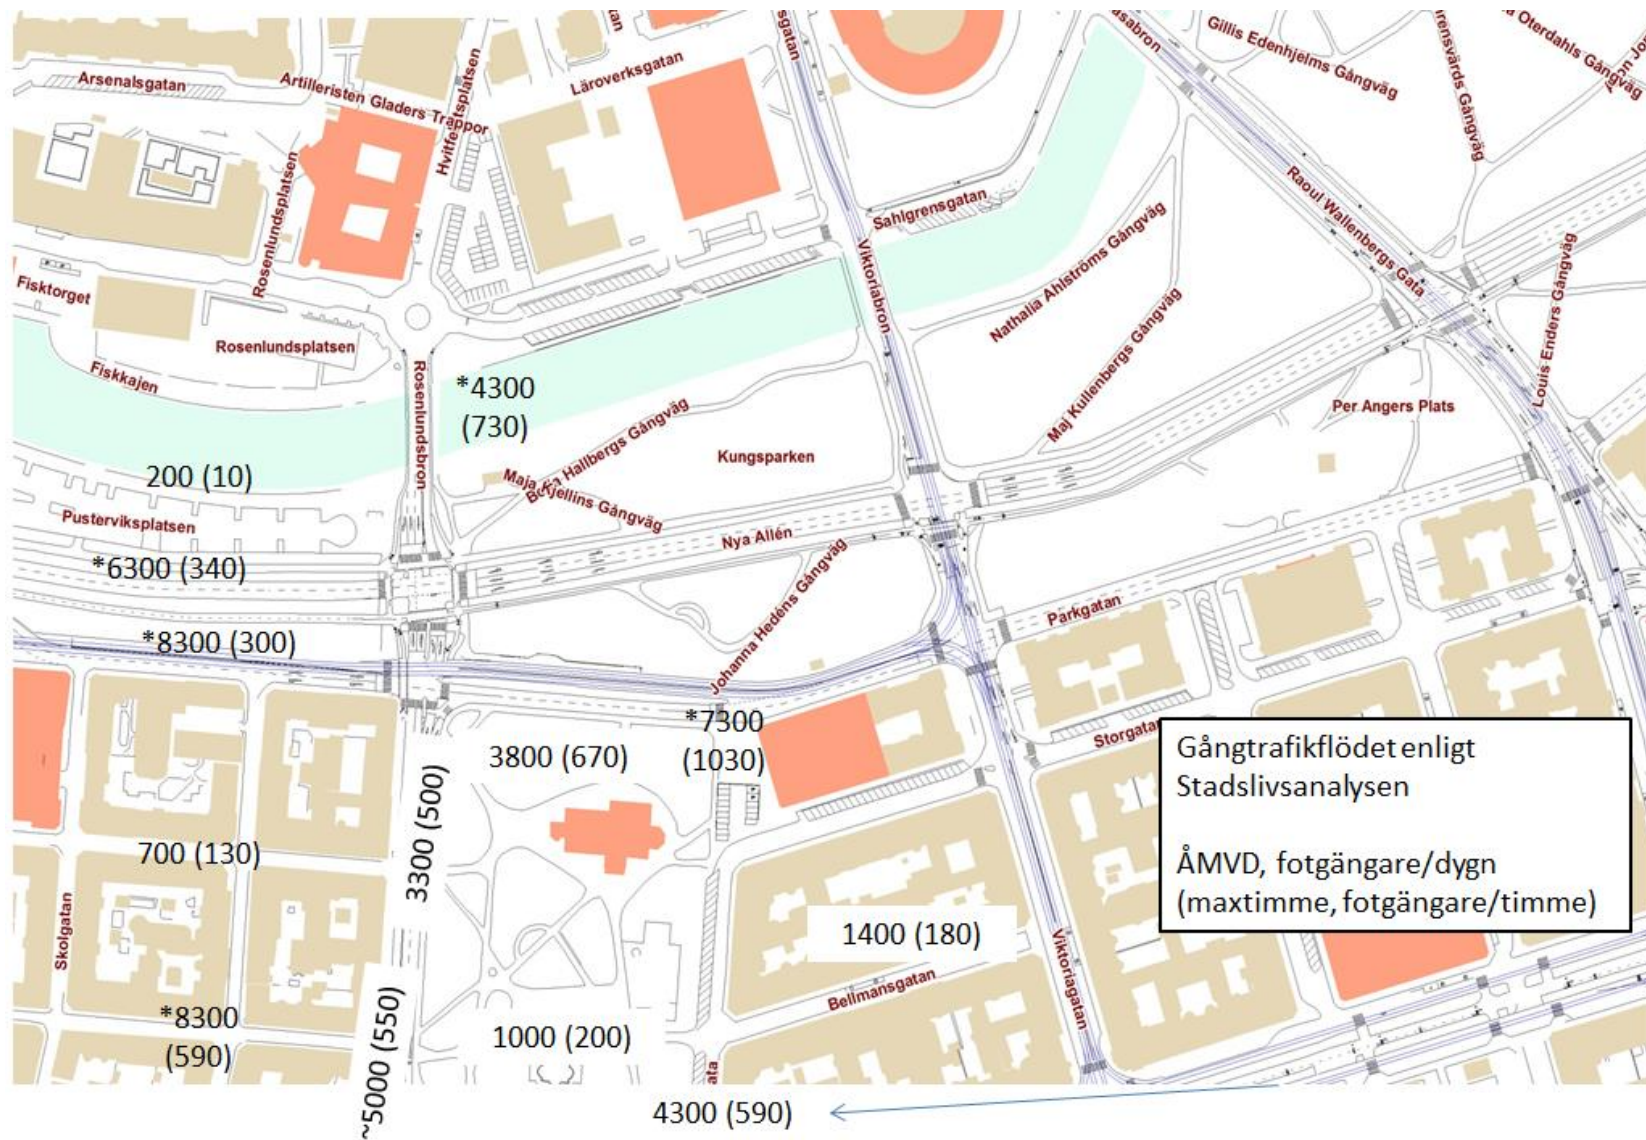 Arsenalsgatan
Artilleristen Gladers Trappor
Hvitfeldtsplatsen
Läroverksgatan
Gillis Edenhjelms Gångväg
Rosenlundsplatsen
Sahlgrensgatan
Viktoriabron
Raoul Wallenbergs Gata
Fisktorget
Rosenlundsplatsen
Nathalia Ahlströms Gångväg
Louis Enders Gångväg
Fiskkajen
Rosenlundsbron
*4300
(730)
Maj Kullenbergs Gångväg
Per Angers Plats
Hallbergs Gångväg
Kungsparken
200 (10)
Pusterviksplatsen
Nya Allén
*6300 (340)
Johanna Hedéns Gångväg
Parkgatan
*8300 (300)
*7300
(1030)
3800 (670)
Storgatan
Gångtrafikflödet enligt
Stadslivsanalysen
ÅMVD, fotgängare/dygn
(maxtimme, fotgängare/timme)
3300 (500)
700 (130)
Skolgatan
1400 (180)
Viktoriagatan
Bellmansgatan
*8300
(590)
~5000 (550)
1000 (200)
4300 (590)